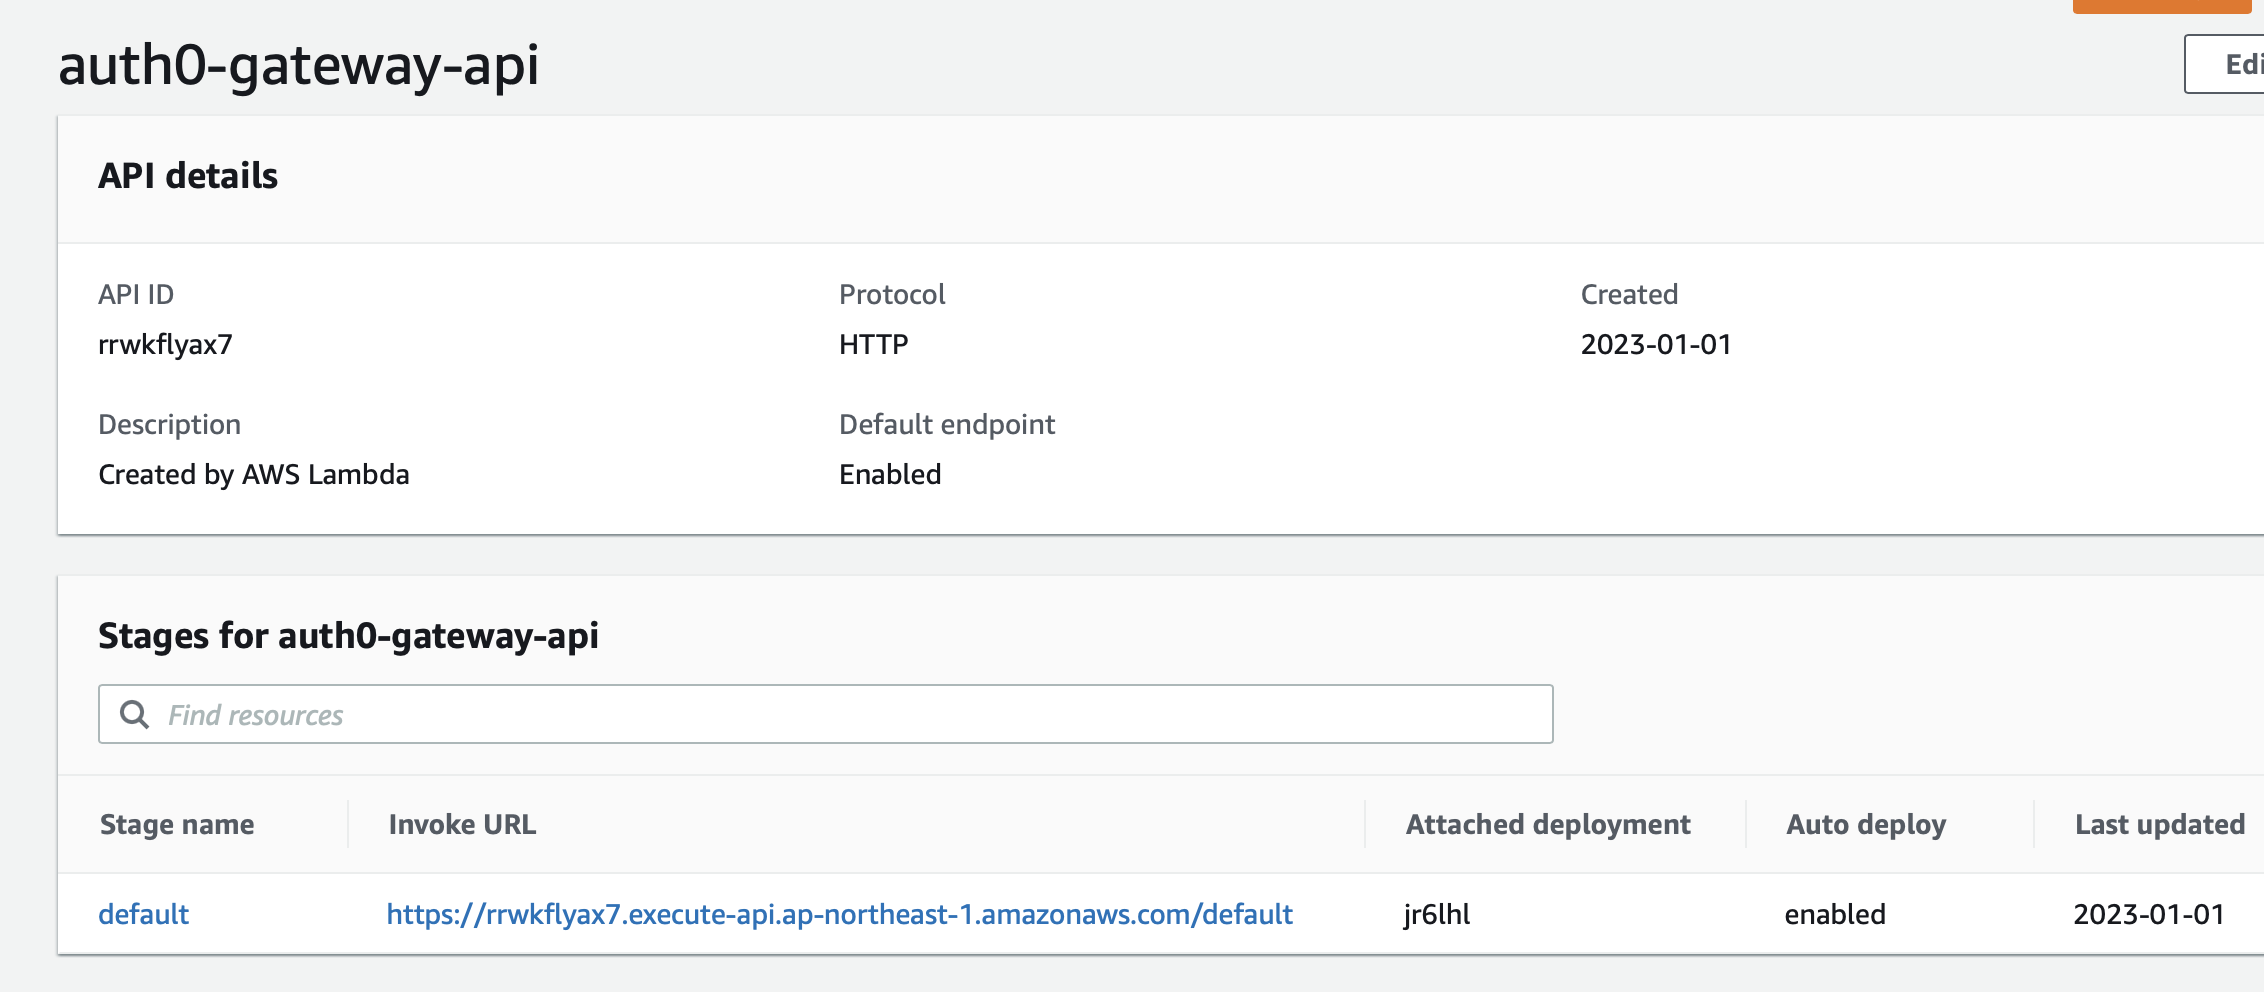 auth0-gateway-api
Edi
API details
API ID
Protocol
Created
rrwkflyax7
HTTP
2023-01-01
Description
Default endpoint
Created by AWS Lambda
Enabled
Stages for auth0-gateway-api
Find resources
Stage name
Invoke URL
Attached deployment
Auto deploy
Last updated
default
https://rrwkflyax7.execute-api.ap-northeast-1.amazonaws.com/default
jr6lhl
enabled
2023-01-01